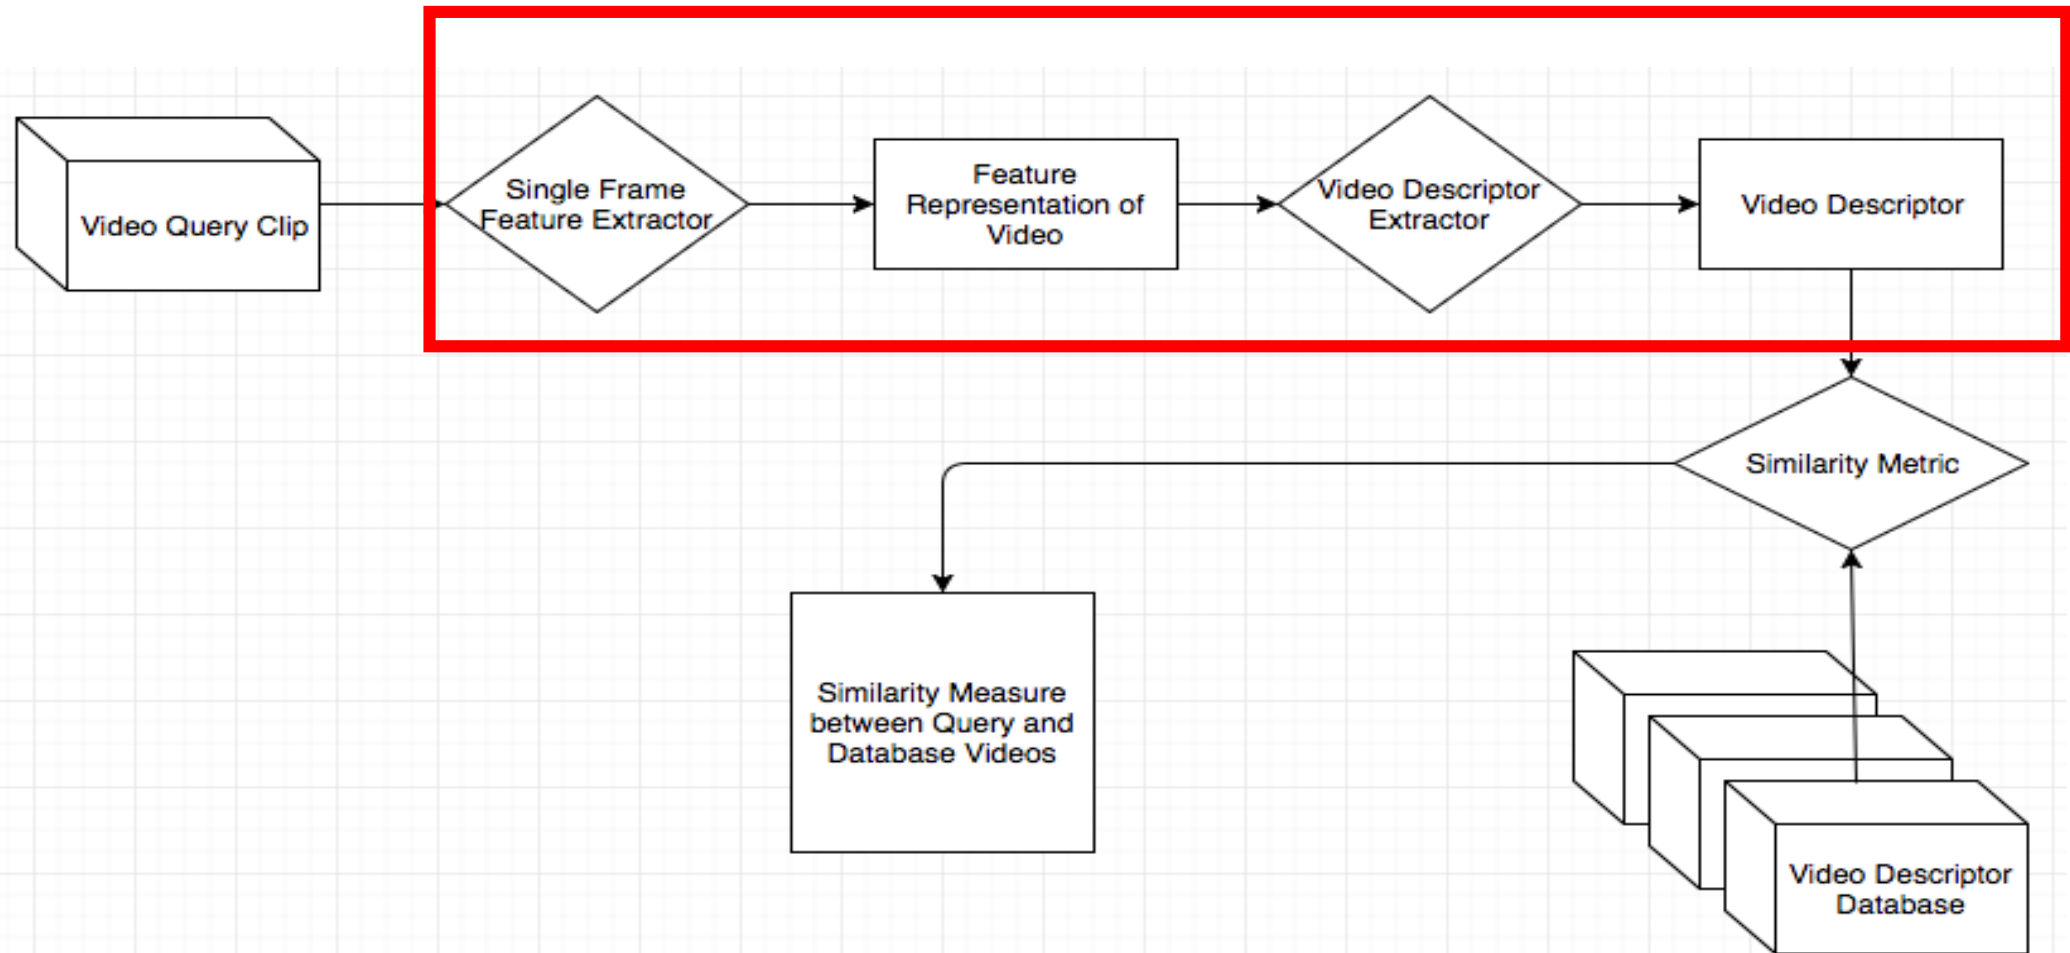 Video Query Clip
Single Frame
Feature Extractor
Feature
Representation of
Video
Video Descriptor
Extractor
Video Descriptor
Similarity Metric
Similarity Measure
between Query and
Database Videos
Video Descriptor
Database